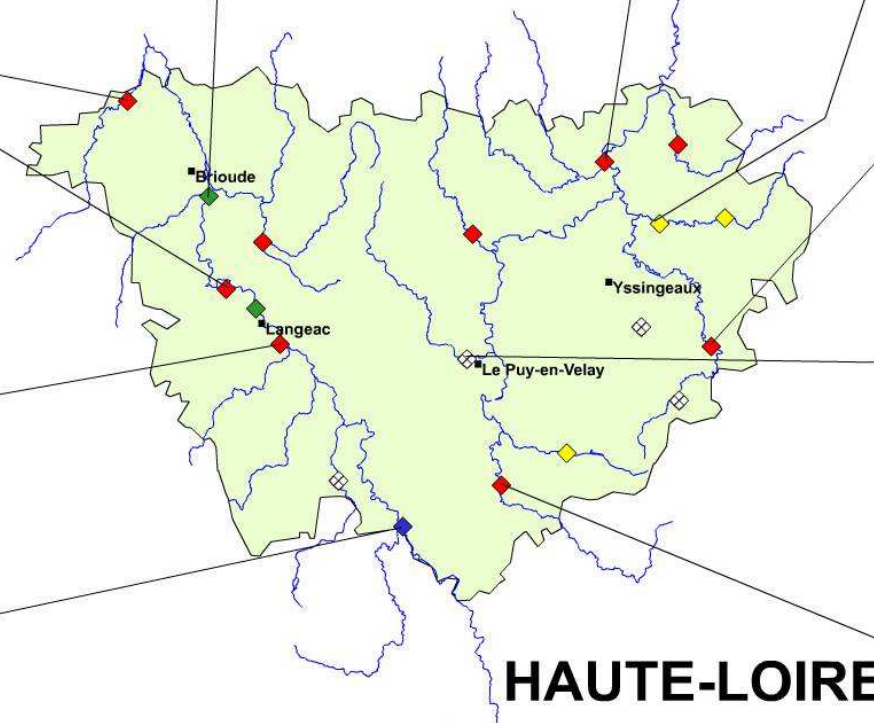 Brioude
Yssingeaux
Langeac
Le Puy-en-Velay
HAUTE-LOIRE